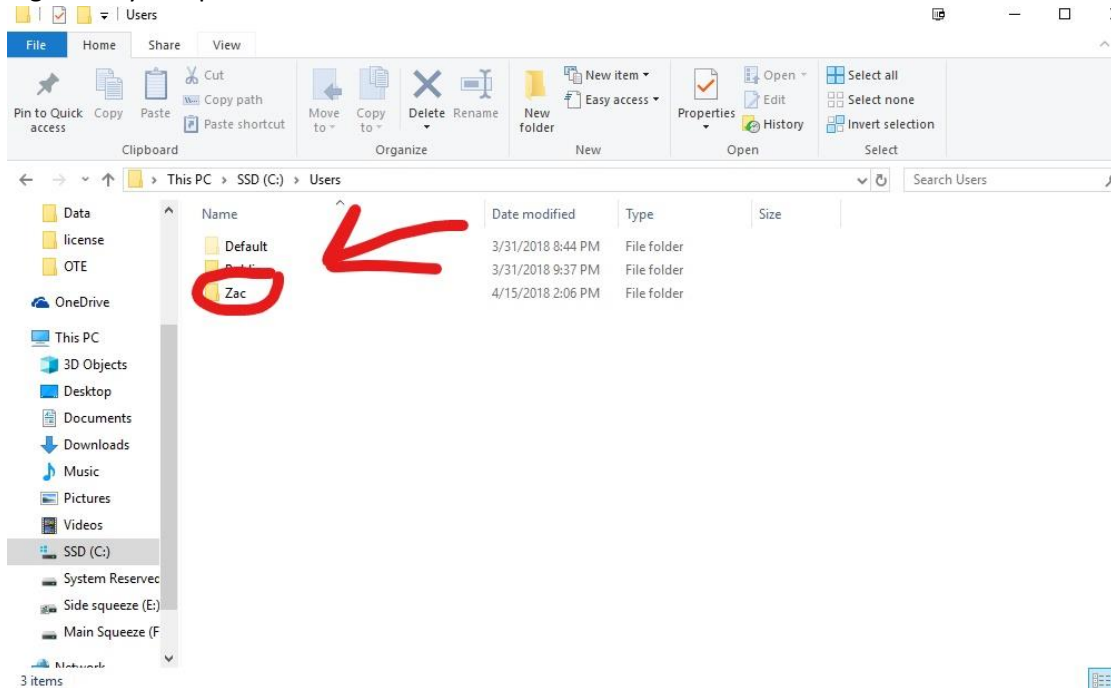 Users
File Home Share View
Pin to Quick access
Copy
Paste
Cut
Copy path
Paste shortcut
Clipboard
Move to
Copy to
Delete
Rename
Organize
New folder
New item
Easy access
New
Properties
Open
Edit
History
Open
Select all
Select none
Invert selection
Select
This PC > SSD (C:) > Users
Search Users
Name Date modified Type Size
Default 3/31/2018 8:44 PM File folder
3/31/2018 9:37 PM File folder
Zac 4/15/2018 2:06 PM File folder
Data
license
OTE
OneDrive
This PC
3D Objects
Desktop
Documents
Downloads
Music
Pictures
Videos
SSD (C:)
System Reserved
Side squeeze (E:)
Main Squeeze (F
Network
3 items